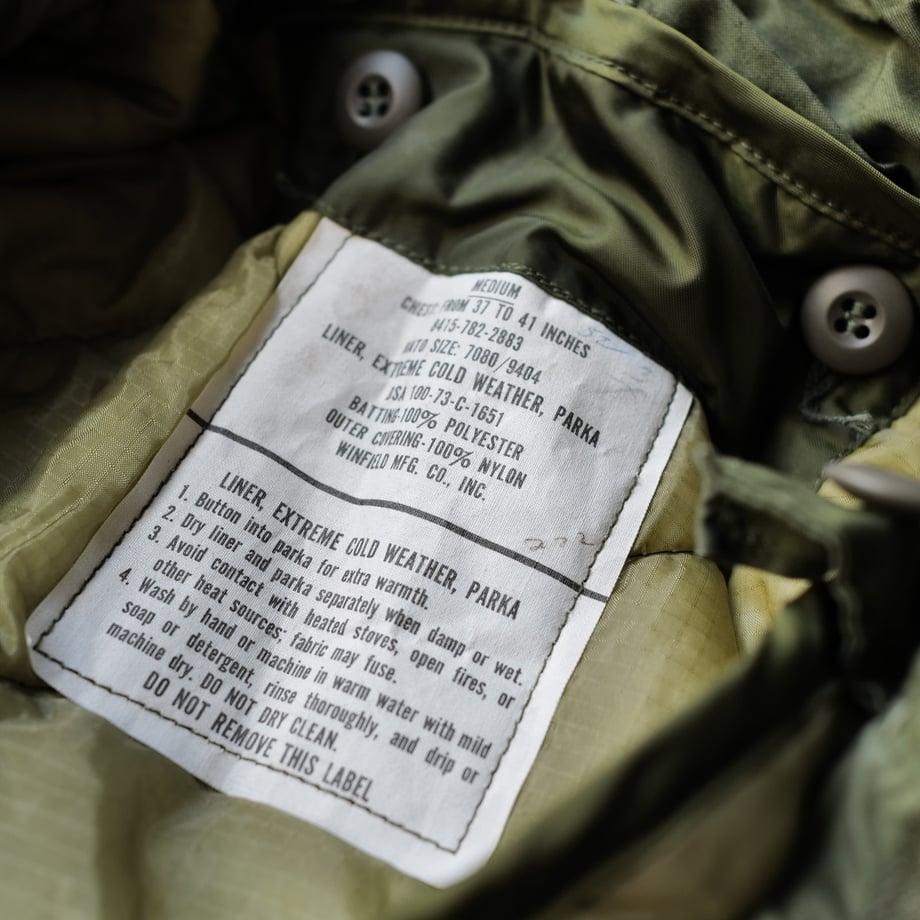 MEDIUM
CHEST FROM 37 TO 41 INCHES
8415-782-2883
NATO SIZE: 7080/9404
LINER, EXTREME COLD WEATHER, PARKA
DSA 100-73-C-1651
BATTING-100% POLYESTER
OUTER COVERING-100% NYLON
WINFIELD MFG. CO., INC.
LINER, EXTREME COLD WEATHER, PARKA
1. Button into parka for extra warmth.
2. Dry liner and parka separately when damp or wet.
3. Avoid contact with heated stoves, open fires, or
other heat sources; fabric may fuse.
4. Wash by hand or machine in warm water with mild
soap or detergent, rinse thoroughly, and drip or
machine dry. DO NOT DRY CLEAN.
DO NOT REMOVE THIS LABEL